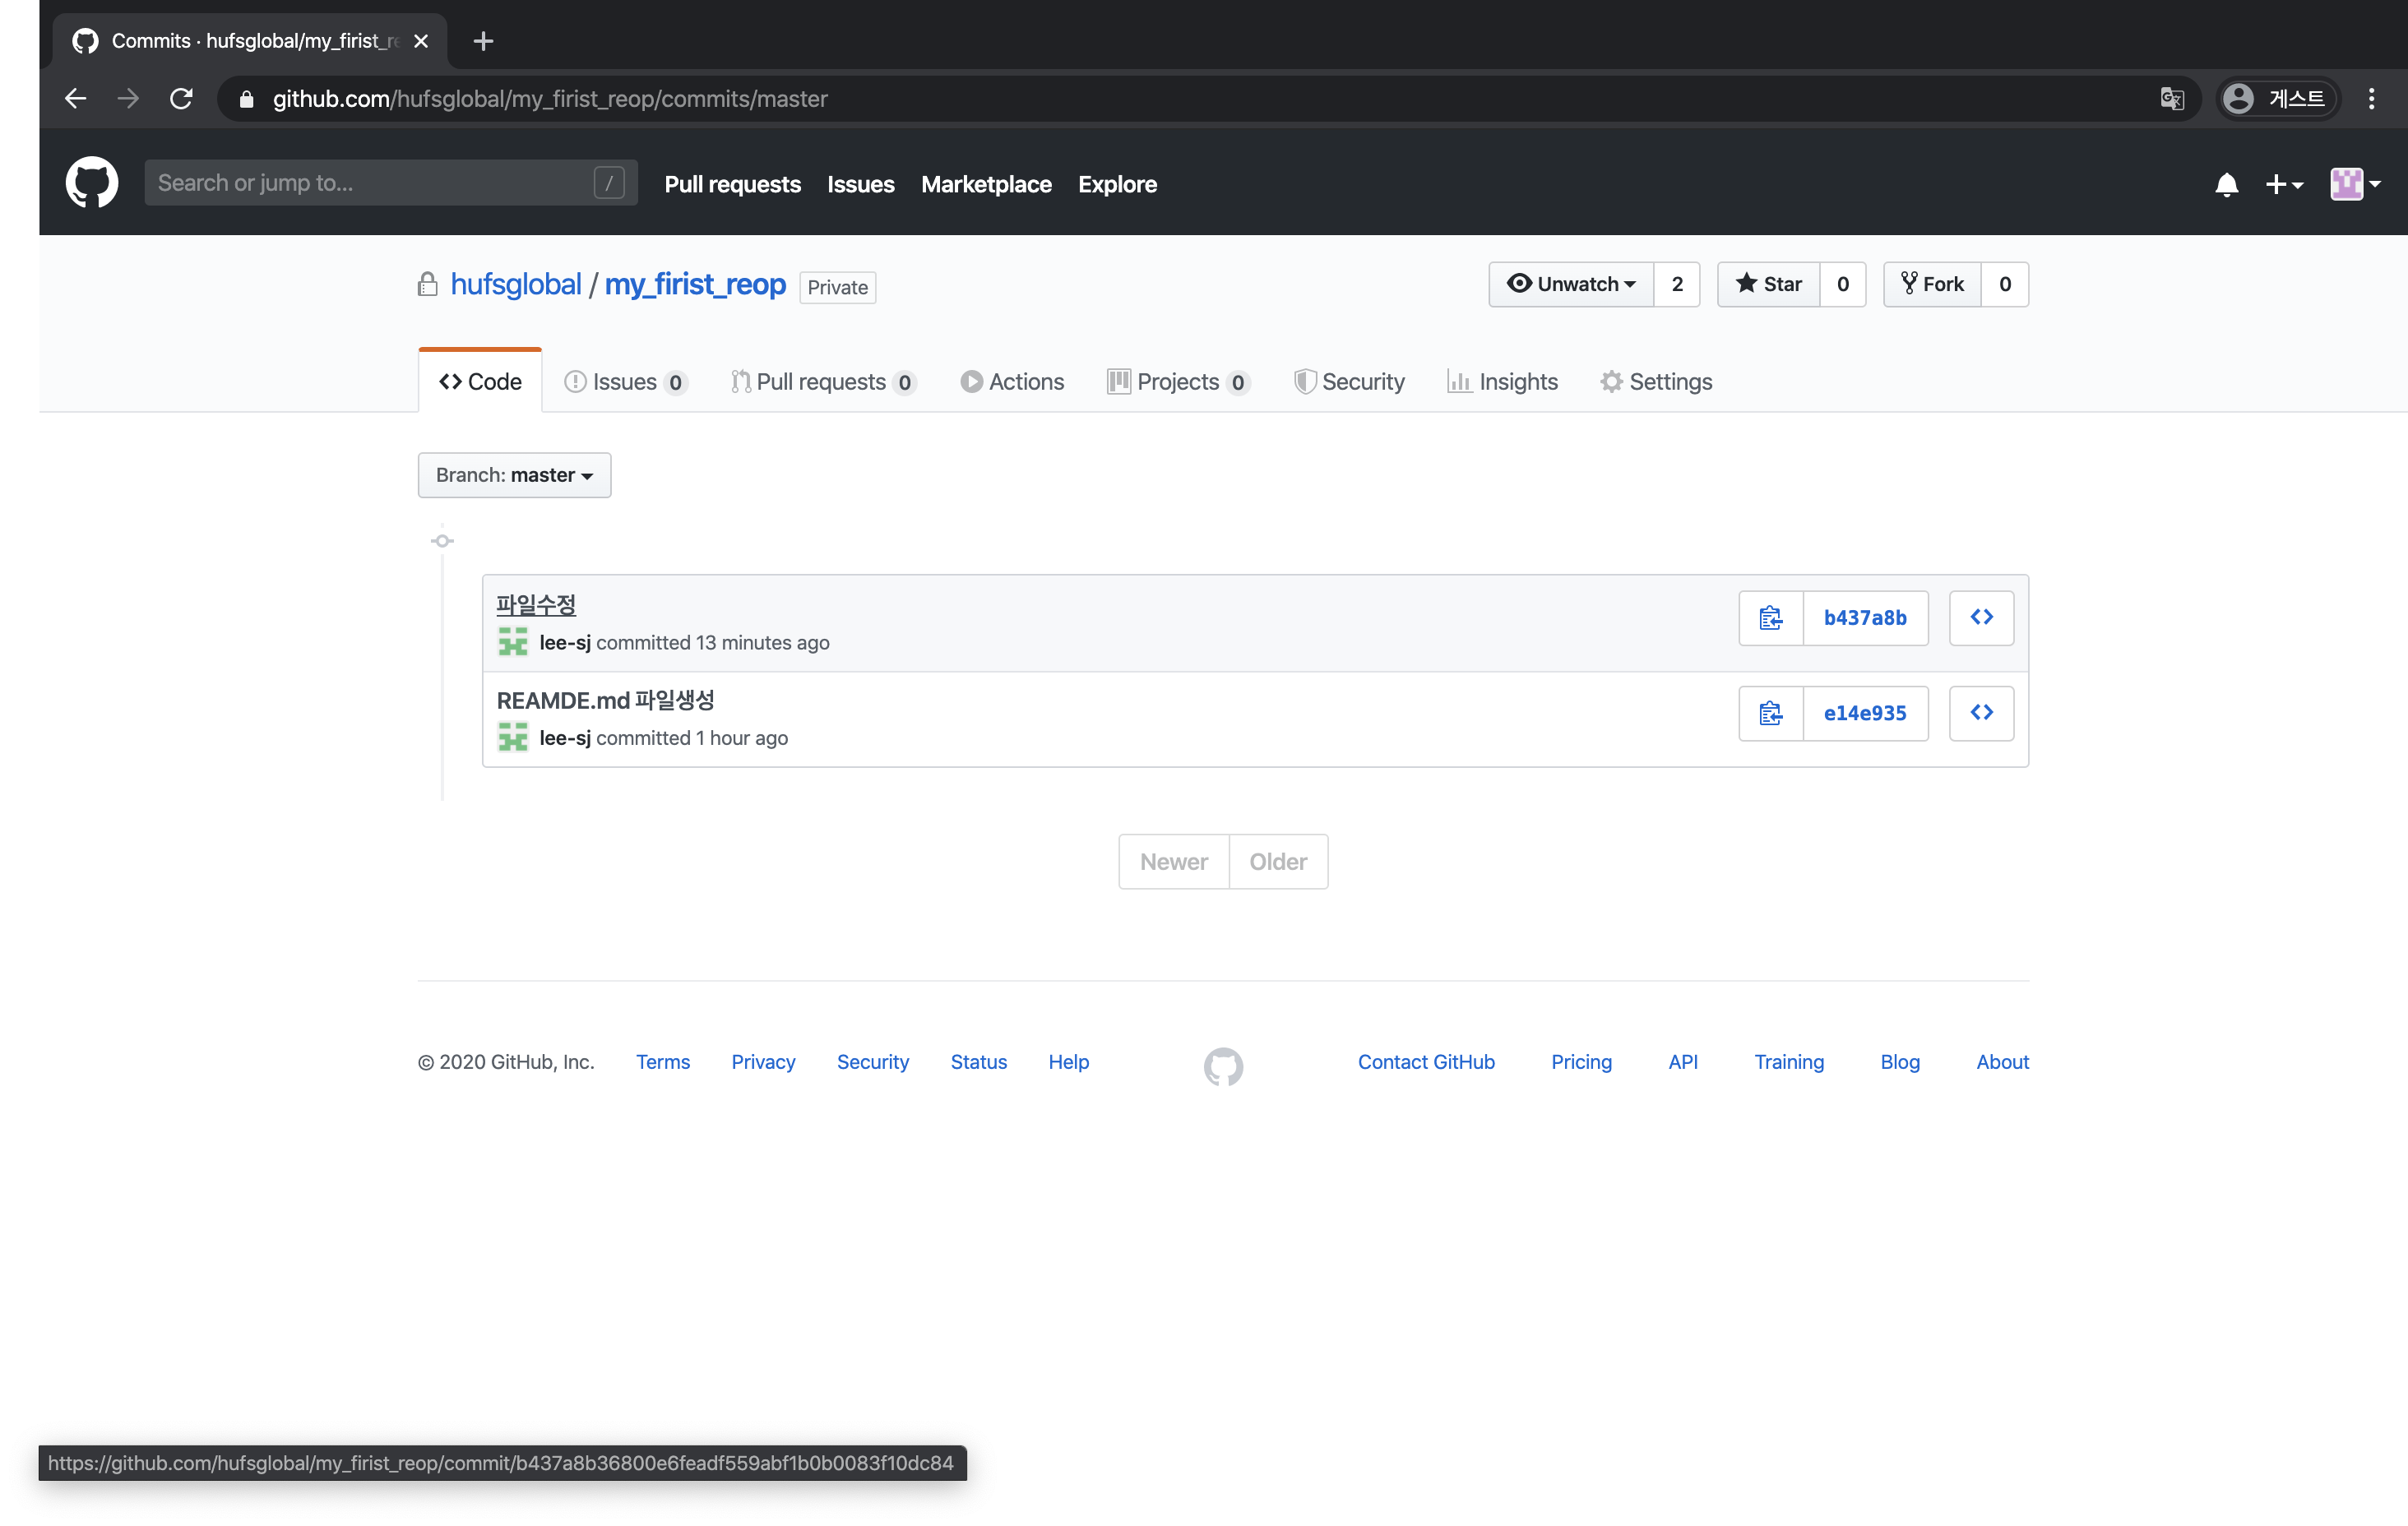 Commits · hufsglobal/my_firist_re
github.com/hufsglobal/my_firist_reop/commits/master
게스트
Search or jump to...
/
Pull requests Issues Marketplace Explore
hufsglobal / my_firist_reop Private
Unwatch 2 Star 0 Fork 0
Code Issues 0 Pull requests 0 Actions Projects 0 Security Insights Settings
Branch: master
파일수정
b437a8b
lee-sj committed 13 minutes ago
REAMDE.md 파일생성
e14e935
lee-sj committed 1 hour ago
Newer Older
© 2020 GitHub, Inc. Terms Privacy Security Status Help Contact GitHub Pricing API Training Blog About
https://github.com/hufsglobal/my_firist_reop/commit/b437a8b36800e6feadf559abf1b0b0083f10dc84